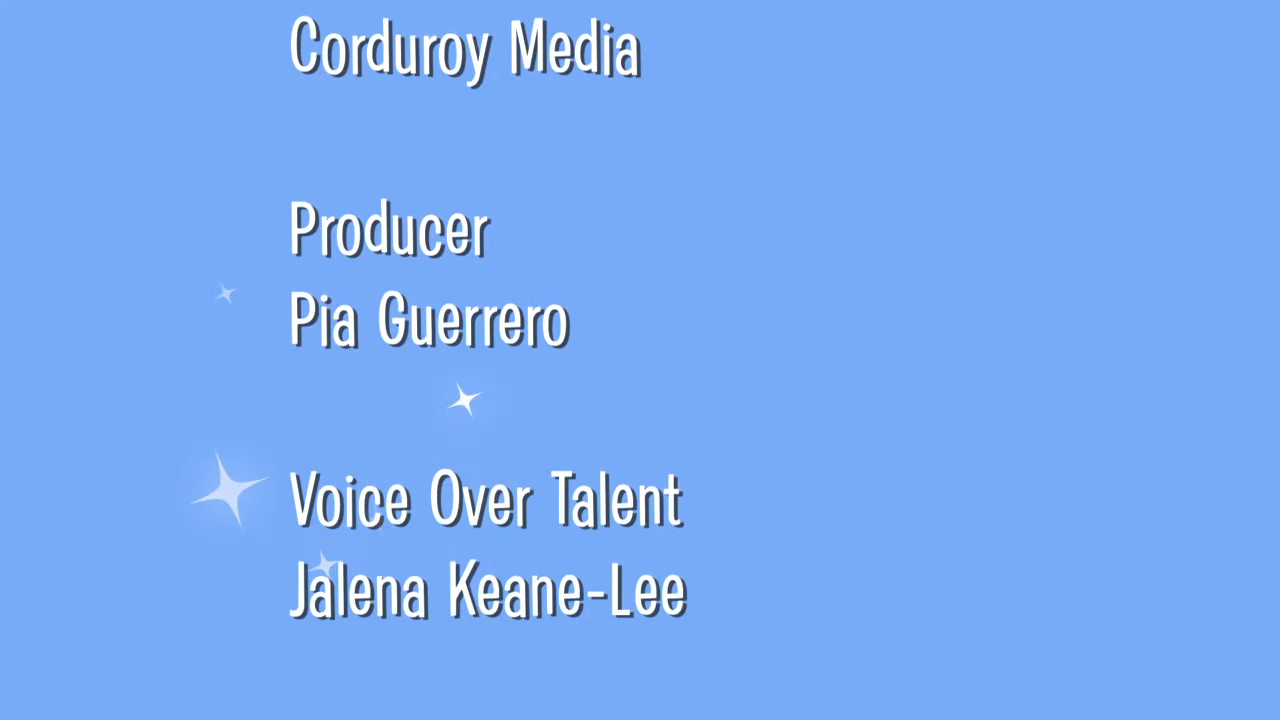 Corduroy Media
Producer
Pia Guerrero
Voice Over Talent
Jalena Keane-Lee